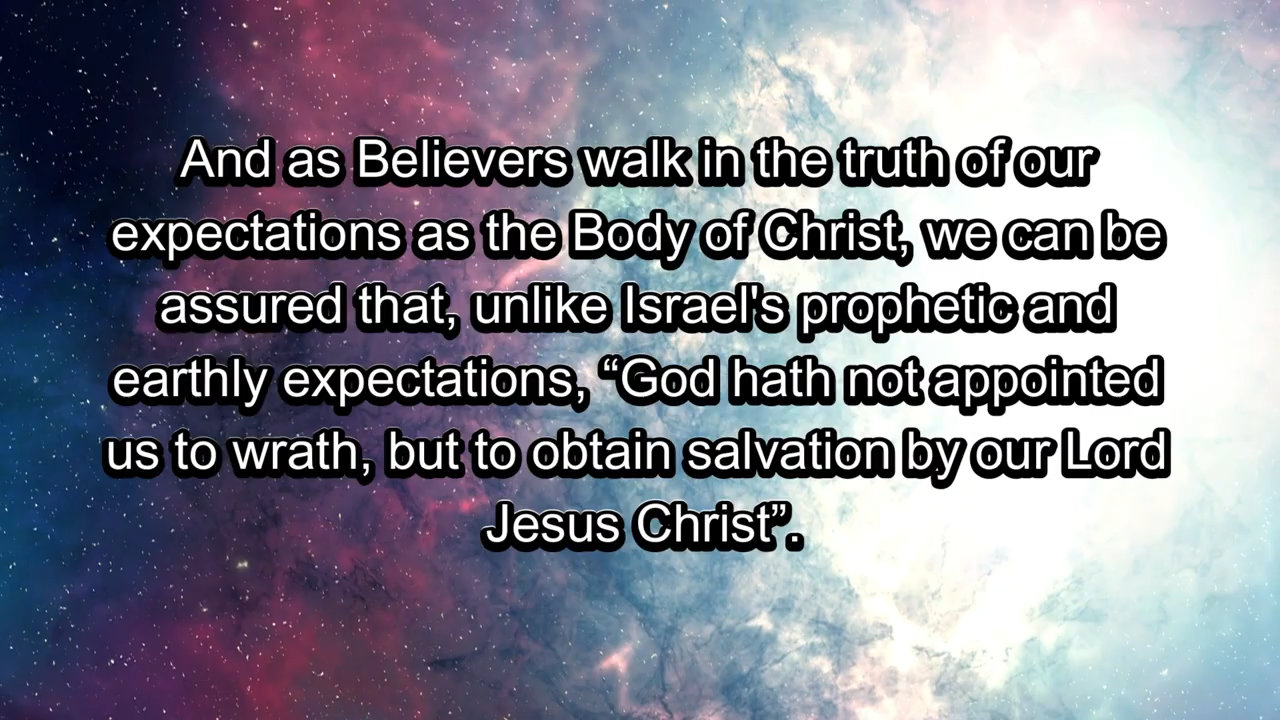 And as Believers walk in the truth of our
expectations as the Body of Christ, we can be
assured that, unlike Israel's prophetic and
earthly expectations, “God hath not appointed
us to wrath, but to obtain salvation by our Lord
Jesus Christ”.